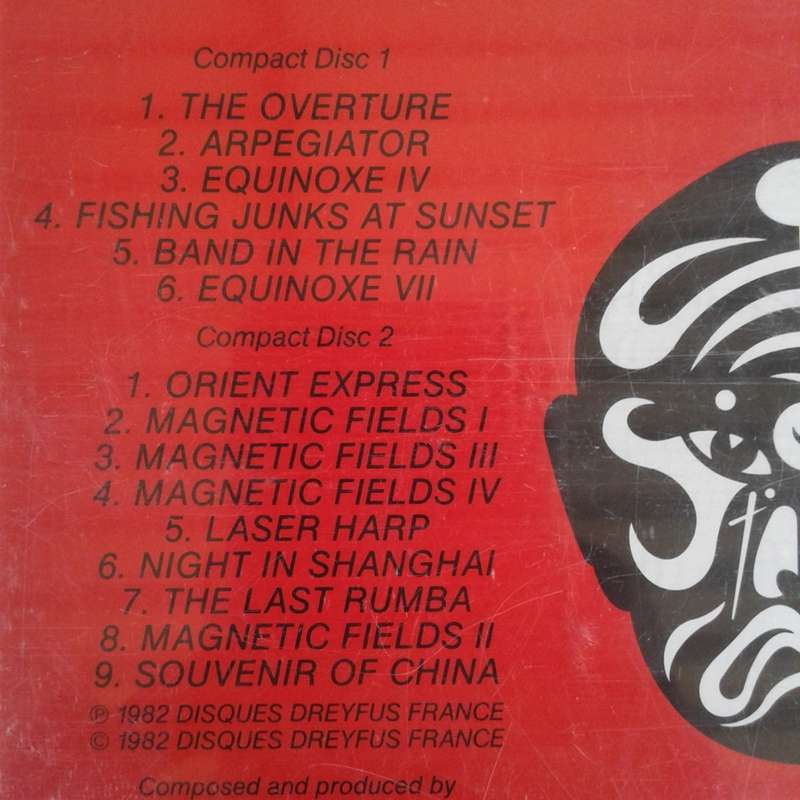 Compact Disc 1
1. THE OVERTURE
2. ARPEGIATOR
3. EQUINOXE IV
4. FISHING JUNKS AT SUNSET
5. BAND IN THE RAIN
6. EQUINOXE VII
Compact Disc 2
1. ORIENT EXPRESS
2. MAGNETIC FIELDS I
3. MAGNETIC FIELDS III
4. MAGNETIC FIELDS IV
5. LASER HARP
6. NIGHT IN SHANGHAI
7. THE LAST RUMBA
8. MAGNETIC FIELDS II
9. SOUVENIR OF CHINA
℗ 1982 DISQUES DREYFUS FRANCE
© 1982 DISQUES DREYFUS FRANCE
Composed and produced by